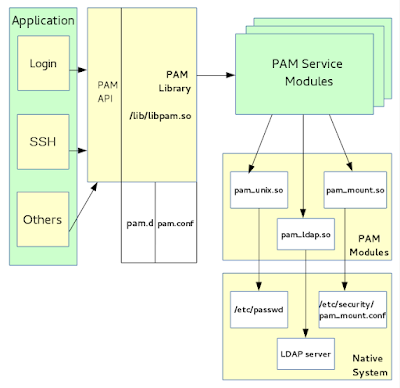 Application
Login
SSH
Others
PAM
API
PAM
Library
/lib/libpam.so
pam.d
pam.conf
PAM Service
Modules
pam_unix.so
pam_mount.so
pam_ldap.so
PAM
Modules
/etc/passwd
/etc/security/
pam_mount.conf
LDAP server
Native
System